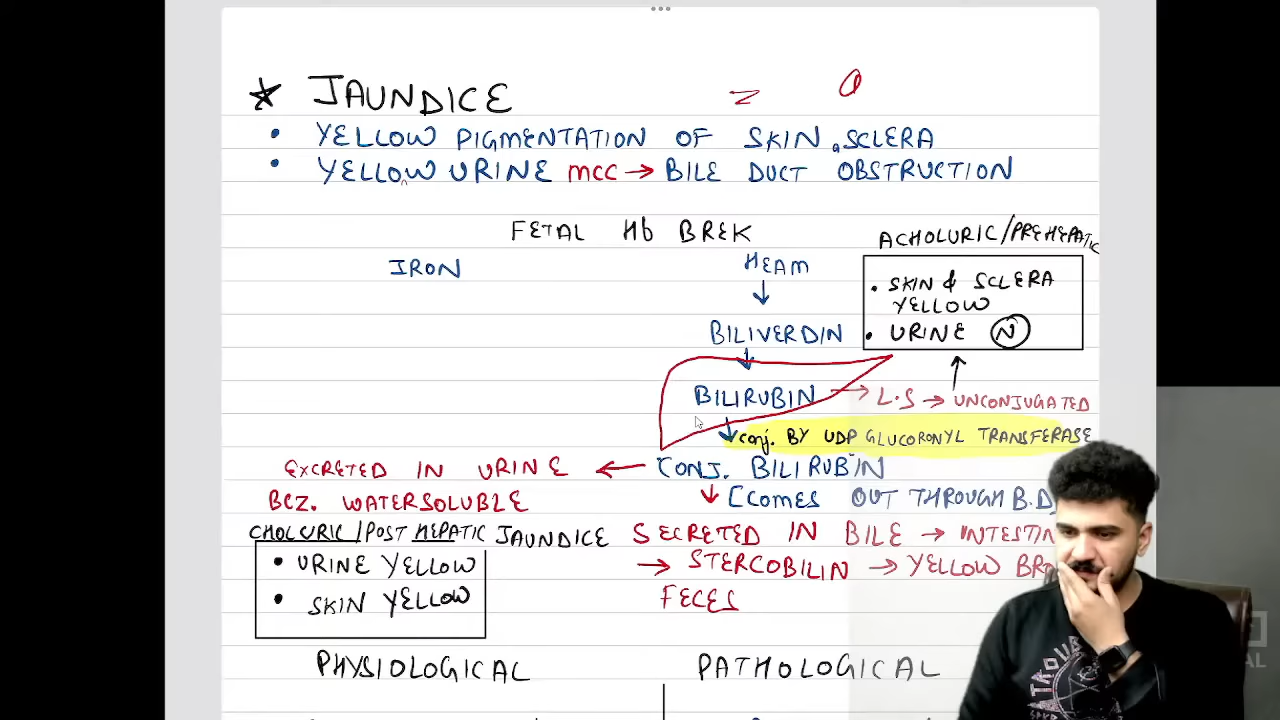 ★ JAUNDICE
• YELLOW PIGMENTATION OF SKIN, SCLERA
• YELLOW URINE MCC → BILE DUCT OBSTRUCTION
FETAL Hb BREK
ACHOLURIC/PREHEPATIC
IRON
HEAM
↓
• SKIN & SCLERA
YELLOW
• URINE N
BILIVERDIN
↓
BILIRUBIN → L.S → UNCONJUGATED
↓ conj. BY UDP GLUCORONYL TRANSFERASE
EXCRETED IN URINE ← CONJ. BILIRUBIN
BCZ. WATERSOLUBLE
↓ [COMES OUT THROUGH B.D
CHOLURIC/POST HEPATIC JAUNDICE
SECRETED IN BILE →
• URINE YELLOW
• SKIN YELLOW
→ STERCOBILIN → YELLOW
FECES
PHYSIOLOGICAL
PATHOLOGICAL